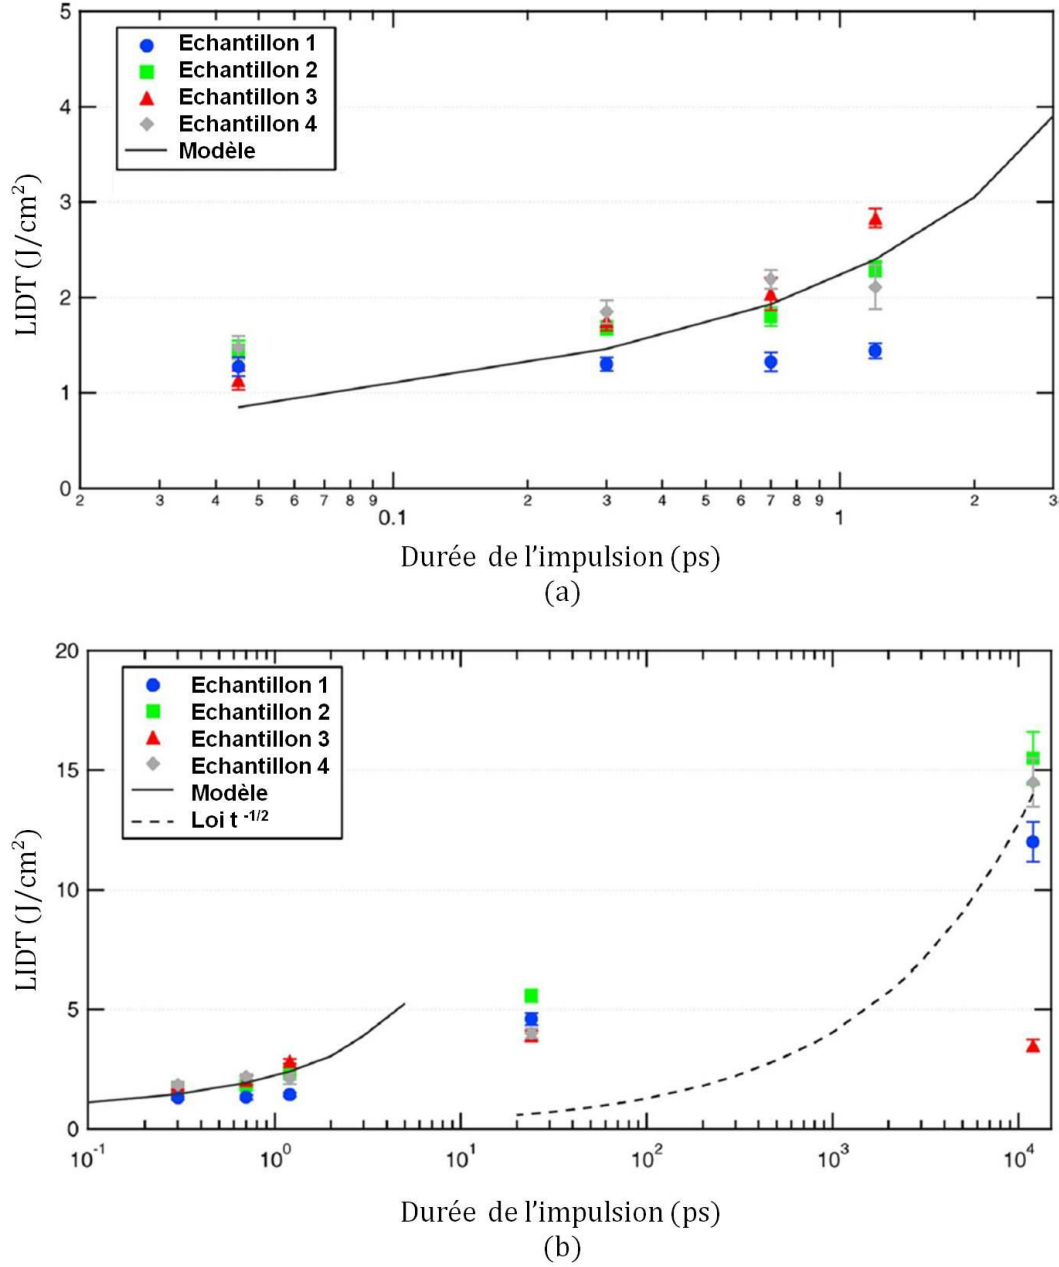 5
4
3
2
1
0
LIDT (J/cm²)
Echantillon 1
Echantillon 2
Echantillon 3
Echantillon 4
Modèle
2 3 4 5 6 7 8 9 2 3 4 5 6 7 8 9 2 3
0.1 1
Durée de l'impulsion (ps)
(a)
20
15
10
5
0
LIDT (J/cm²)
Echantillon 1
Echantillon 2
Echantillon 3
Echantillon 4
Modèle
Loi t -1/2
10⁻¹ 10⁰ 10¹ 10² 10³ 10⁴
Durée de l'impulsion (ps)
(b)